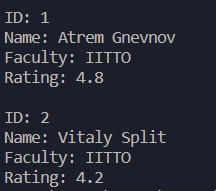 ID: 1
Name: Atrem Gnevnov
Faculty: IITTO
Rating: 4.8
ID: 2
Name: Vitaly Split
Faculty: IITTO
Rating: 4.2